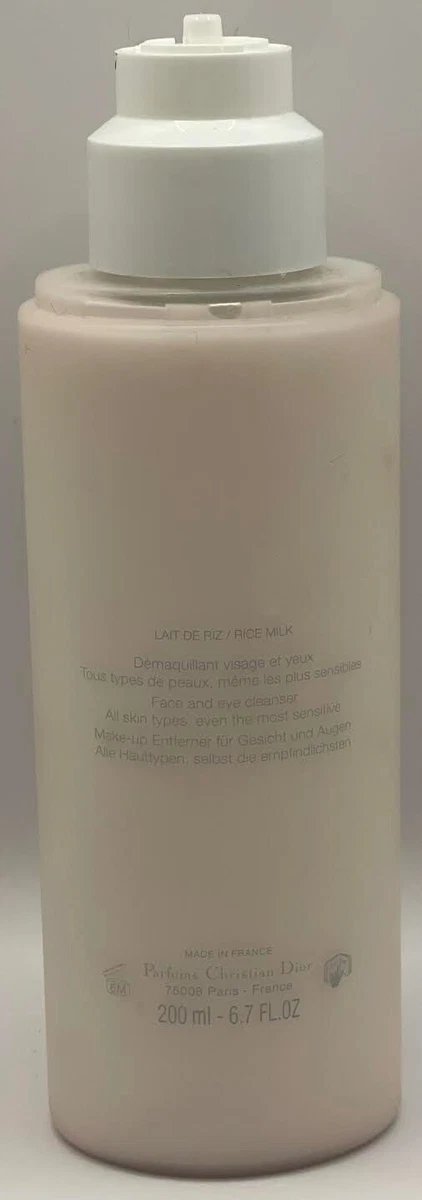 LAIT DE RIZ / RICE MILK
Démaquillant visage et yeux
Tous types de peaux, même les plus sensibles
Face and eye cleanser
All skin types, even the most sensitive
Make-up Entferner für Gesicht und Augen
Alle Hauttypen, selbst die empfindlichsten
MADE IN FRANCE
Parfums Christian Dior
75008 Paris - France
6M
200 ml - 6.7 FL.OZ